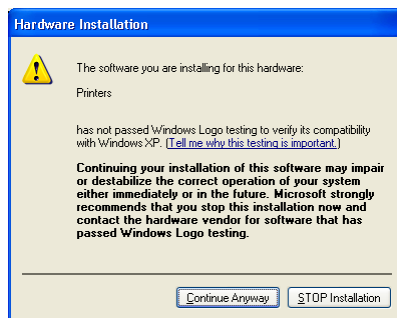 Hardware Installation
The software you are installing for this hardware:
Printers
has not passed Windows Logo testing to verify its compatibility
with Windows XP. (Tell me why this testing is important.)
Continuing your installation of this software may impair
or destabilize the correct operation of your system
either immediately or in the future. Microsoft strongly
recommends that you stop this installation now and
contact the hardware vendor for software that has
passed Windows Logo testing.
Continue Anyway
STOP Installation